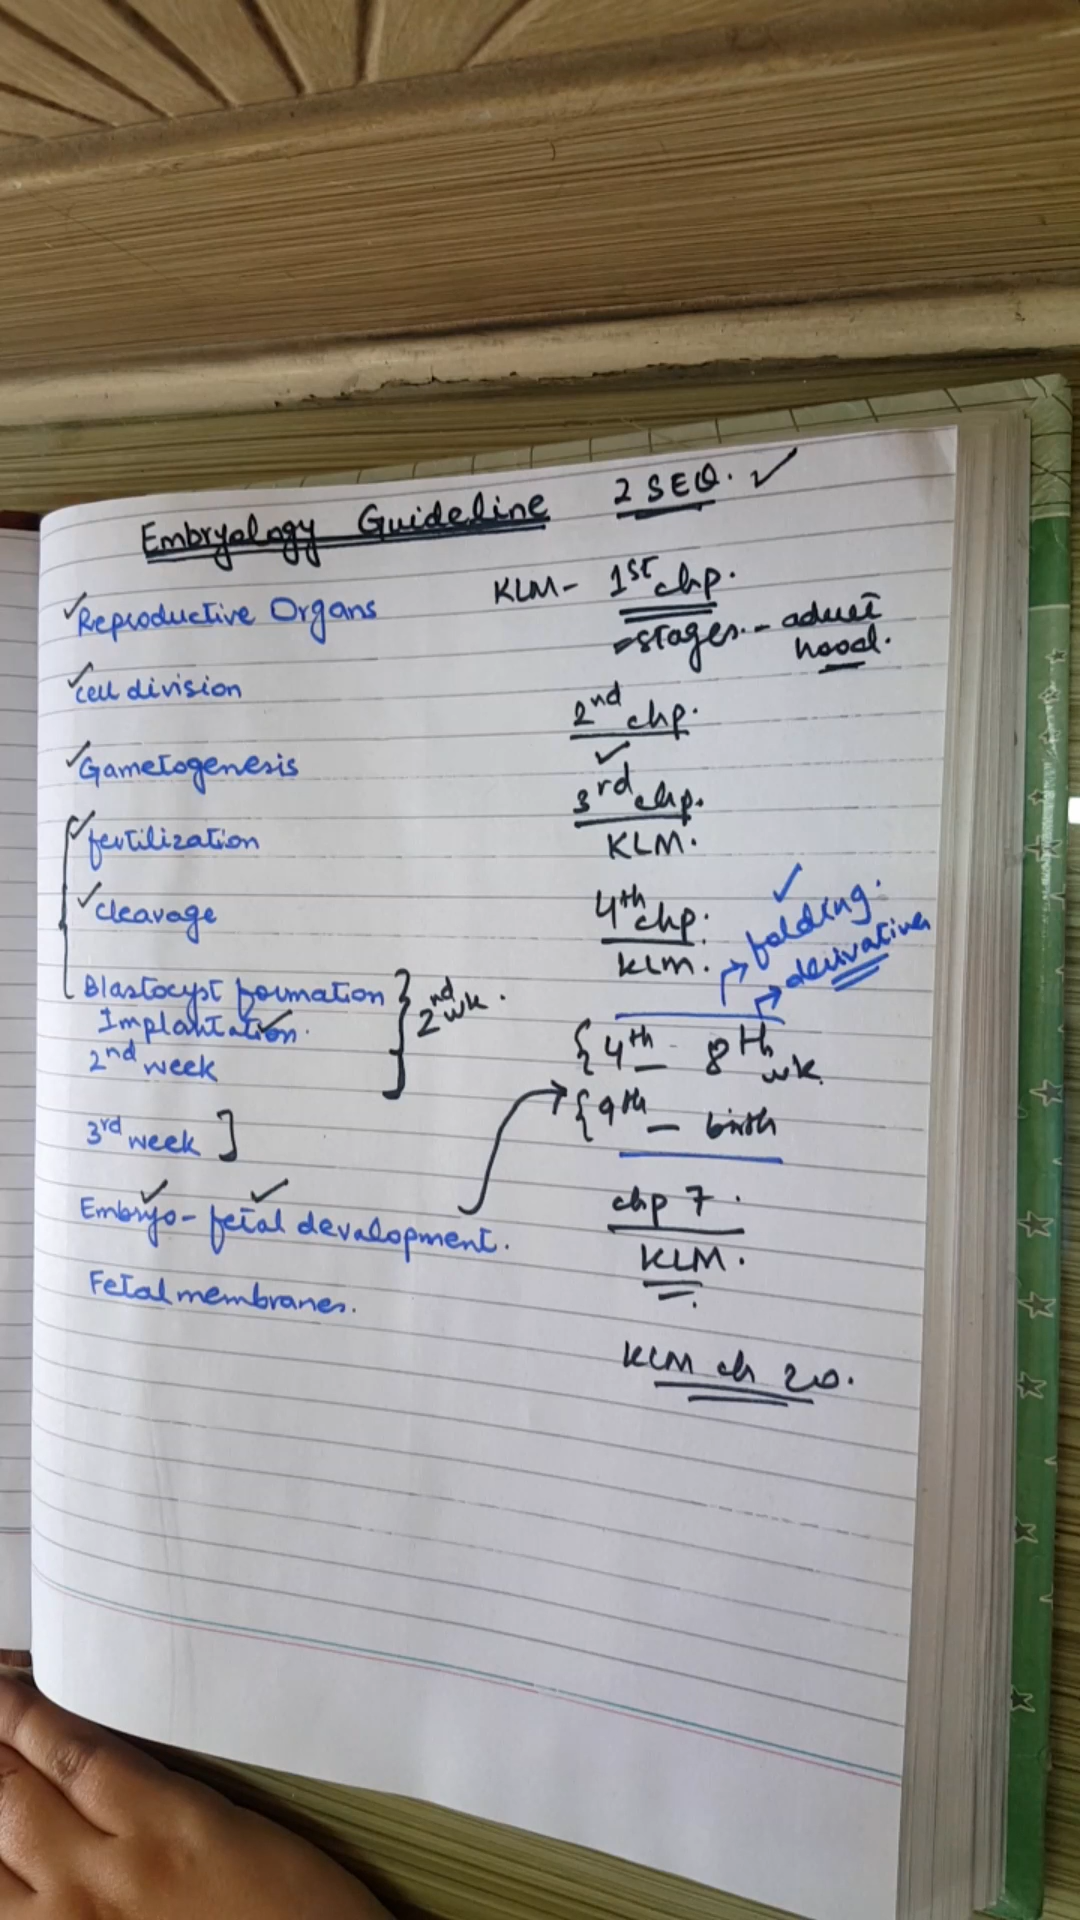 Embryology Guideline 2 SEQ. ✓
✓Reproductive Organs KLM- 1ST chp.
-stages. - adult
hood.
✓cell division
2nd chp.
✓
✓Gametogenesis
3rd chp.
KLM.
✓fertilization
✓cleavage 4th chp.
KLM.
✓
folding.
derivatives
Blastocyst formation
Implantation. ✓
2nd week
2nd wk.
{4th - 8th wk.
{9th - birth
3rd week ]
Embryo- fetal devalopment.
chp 7.
KLM.
Fetal membranes.
KLM ch 20.